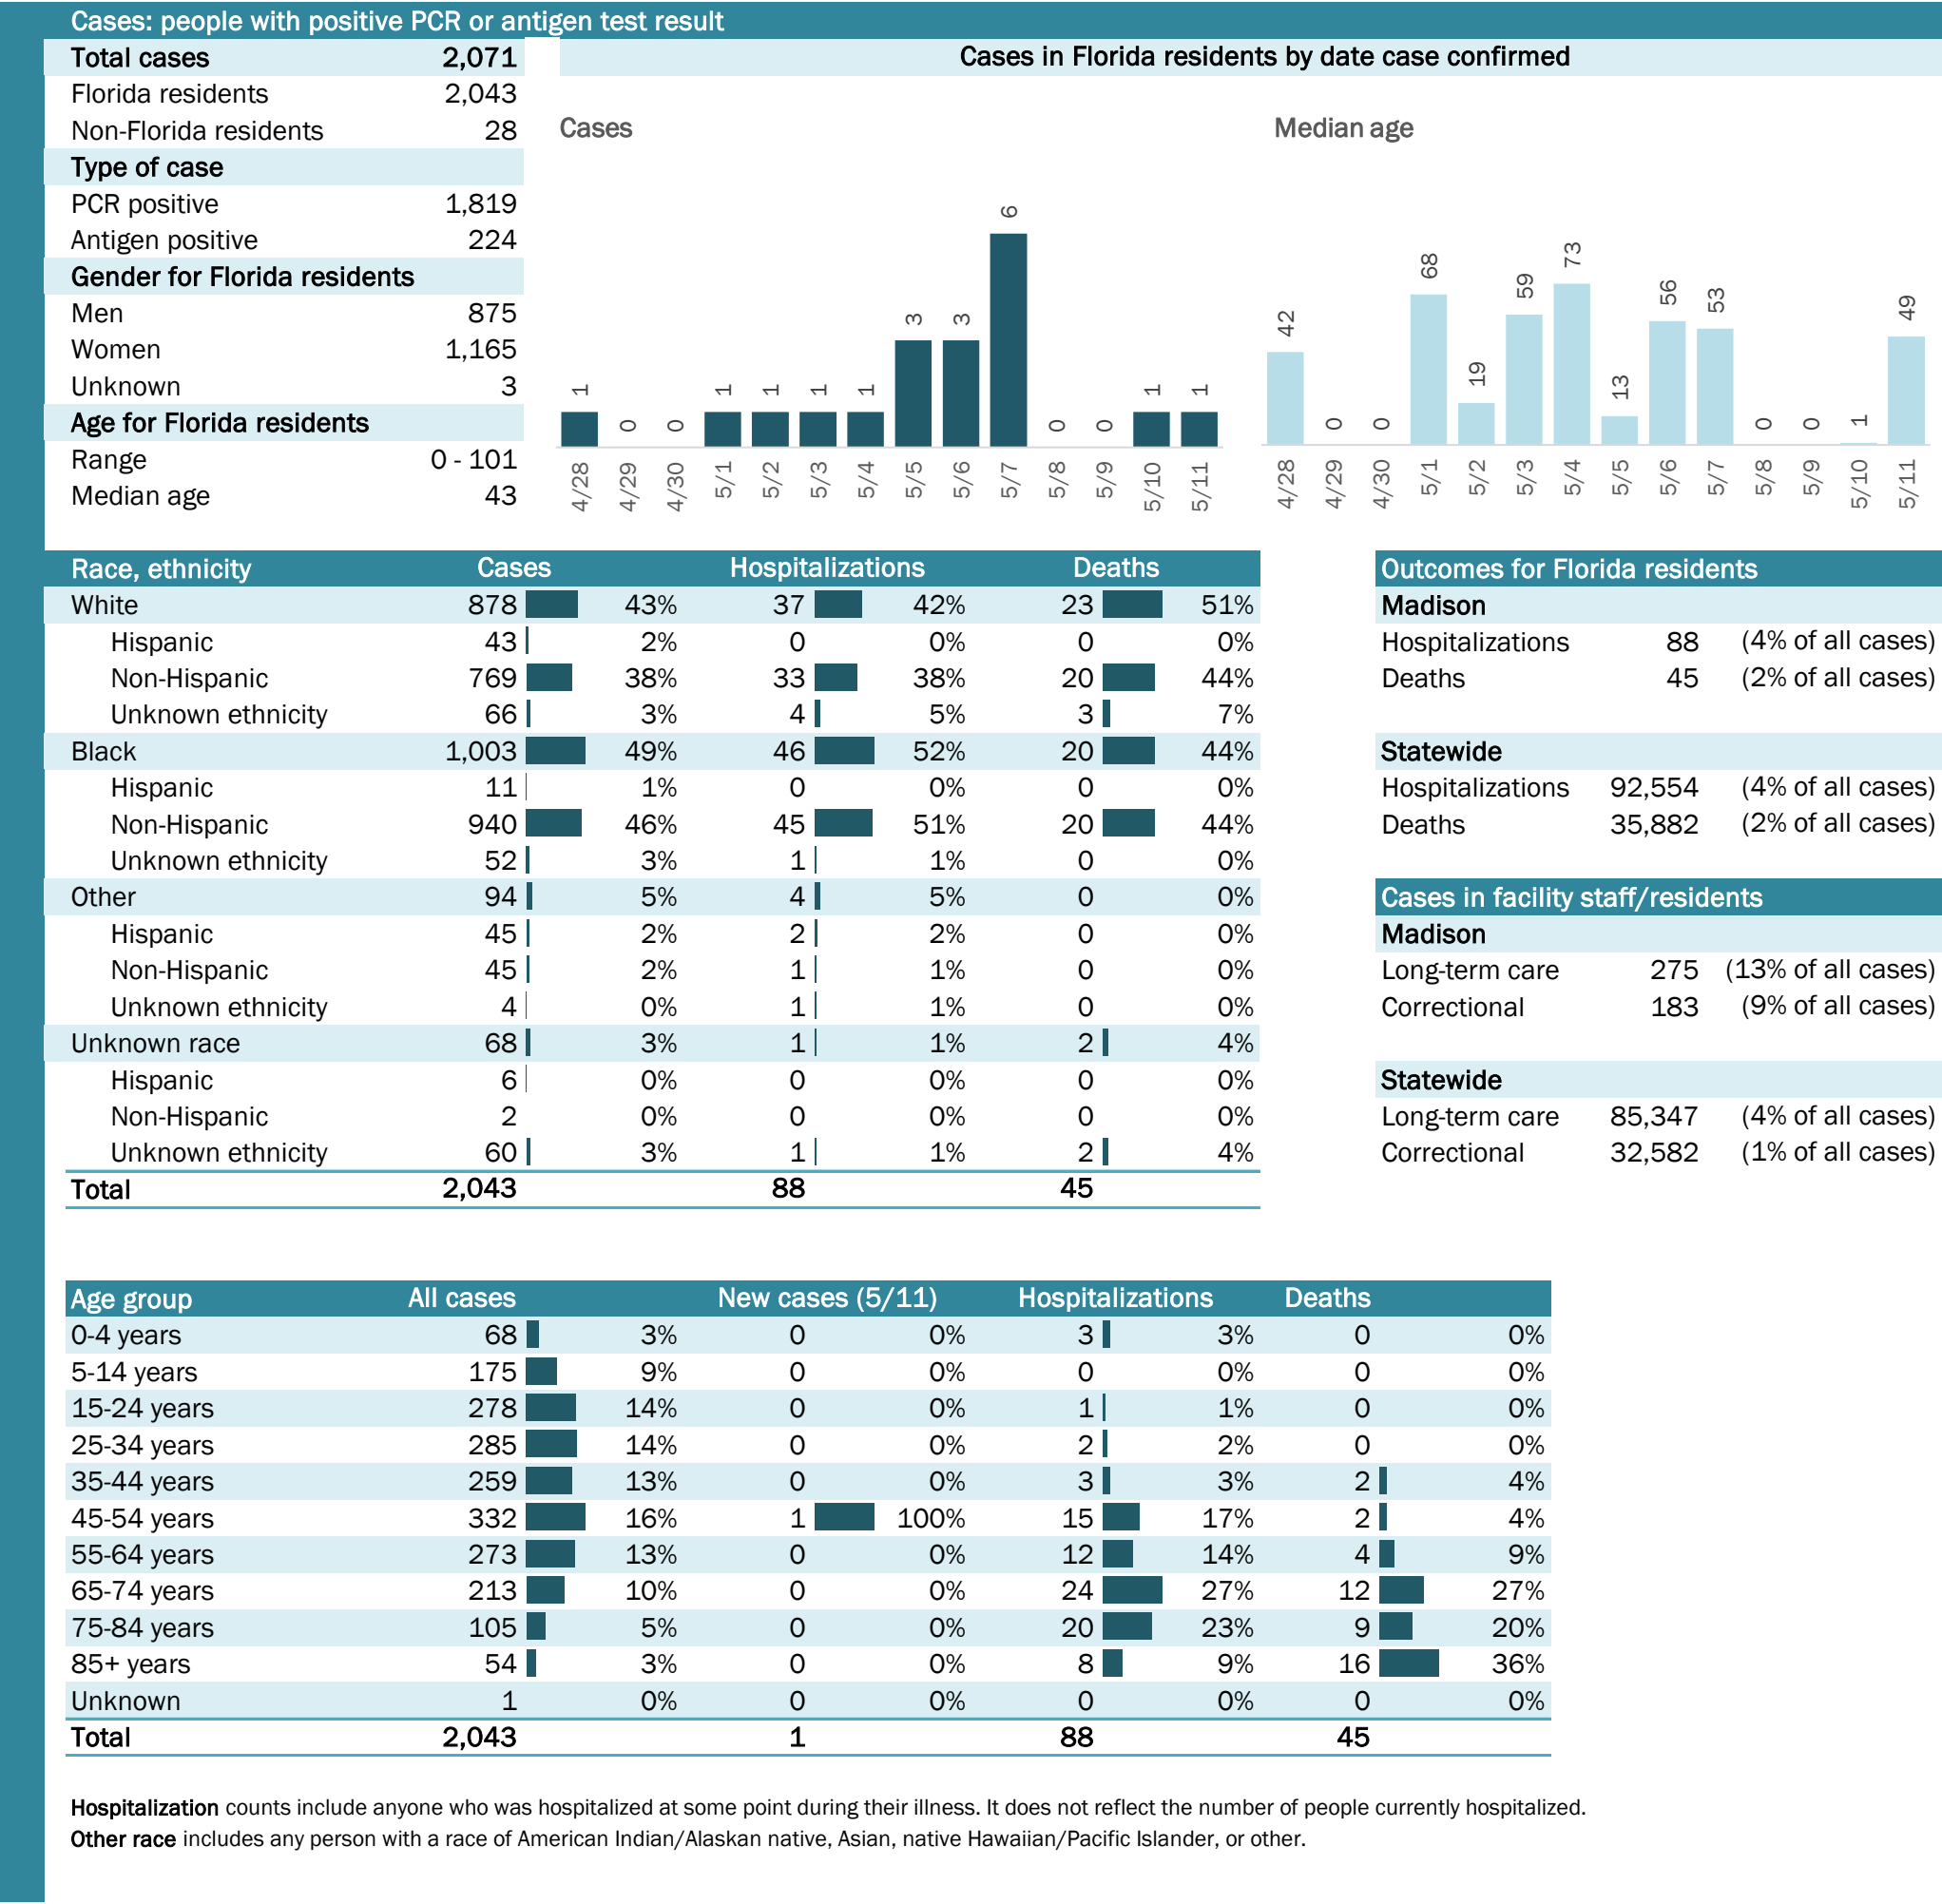 Cases: people with positive PCR or antigen test result
Total cases 2,071
Florida residents 2,043
Non-Florida residents 28
Type of case
PCR positive 1,819
Antigen positive 224
Gender for Florida residents
Men 875
Women 1,165
Unknown 3
Age for Florida residents
Range 0 - 101
Median age 43
Cases in Florida residents by date case confirmed
Cases
1 0 0 1 1 1 1 3 3 6 0 0 1 1
4/28 4/29 4/30 5/1 5/2 5/3 5/4 5/5 5/6 5/7 5/8 5/9 5/10 5/11
Median age
42 0 0 68 19 59 73 13 56 53 0 0 1 49
4/28 4/29 4/30 5/1 5/2 5/3 5/4 5/5 5/6 5/7 5/8 5/9 5/10 5/11
Race, ethnicity Cases Hospitalizations Deaths
White 878 43% 37 42% 23 51%
Hispanic 43 2% 0 0% 0 0%
Non-Hispanic 769 38% 33 38% 20 44%
Unknown ethnicity 66 3% 4 5% 3 7%
Black 1,003 49% 46 52% 20 44%
Hispanic 11 1% 0 0% 0 0%
Non-Hispanic 940 46% 45 51% 20 44%
Unknown ethnicity 52 3% 1 1% 0 0%
Other 94 5% 4 5% 0 0%
Hispanic 45 2% 2 2% 0 0%
Non-Hispanic 45 2% 1 1% 0 0%
Unknown ethnicity 4 0% 1 1% 0 0%
Unknown race 68 3% 1 1% 2 4%
Hispanic 6 0% 0 0% 0 0%
Non-Hispanic 2 0% 0 0% 0 0%
Unknown ethnicity 60 3% 1 1% 2 4%
Total 2,043 88 45
Outcomes for Florida residents
Madison
Hospitalizations 88 (4% of all cases)
Deaths 45 (2% of all cases)
Statewide
Hospitalizations 92,554 (4% of all cases)
Deaths 35,882 (2% of all cases)
Cases in facility staff/residents
Madison
Long-term care 275 (13% of all cases)
Correctional 183 (9% of all cases)
Statewide
Long-term care 85,347 (4% of all cases)
Correctional 32,582 (1% of all cases)
Age group All cases New cases (5/11) Hospitalizations Deaths
0-4 years 68 3% 0 0% 3 3% 0 0%
5-14 years 175 9% 0 0% 0 0% 0 0%
15-24 years 278 14% 0 0% 1 1% 0 0%
25-34 years 285 14% 0 0% 2 2% 0 0%
35-44 years 259 13% 0 0% 3 3% 2 4%
45-54 years 332 16% 1 100% 15 17% 2 4%
55-64 years 273 13% 0 0% 12 14% 4 9%
65-74 years 213 10% 0 0% 24 27% 12 27%
75-84 years 105 5% 0 0% 20 23% 9 20%
85+ years 54 3% 0 0% 8 9% 16 36%
Unknown 1 0% 0 0% 0 0% 0 0%
Total 2,043 1 88 45
Hospitalization counts include anyone who was hospitalized at some point during their illness. It does not reflect the number of people currently hospitalized.
Other race includes any person with a race of American Indian/Alaskan native, Asian, native Hawaiian/Pacific Islander, or other.